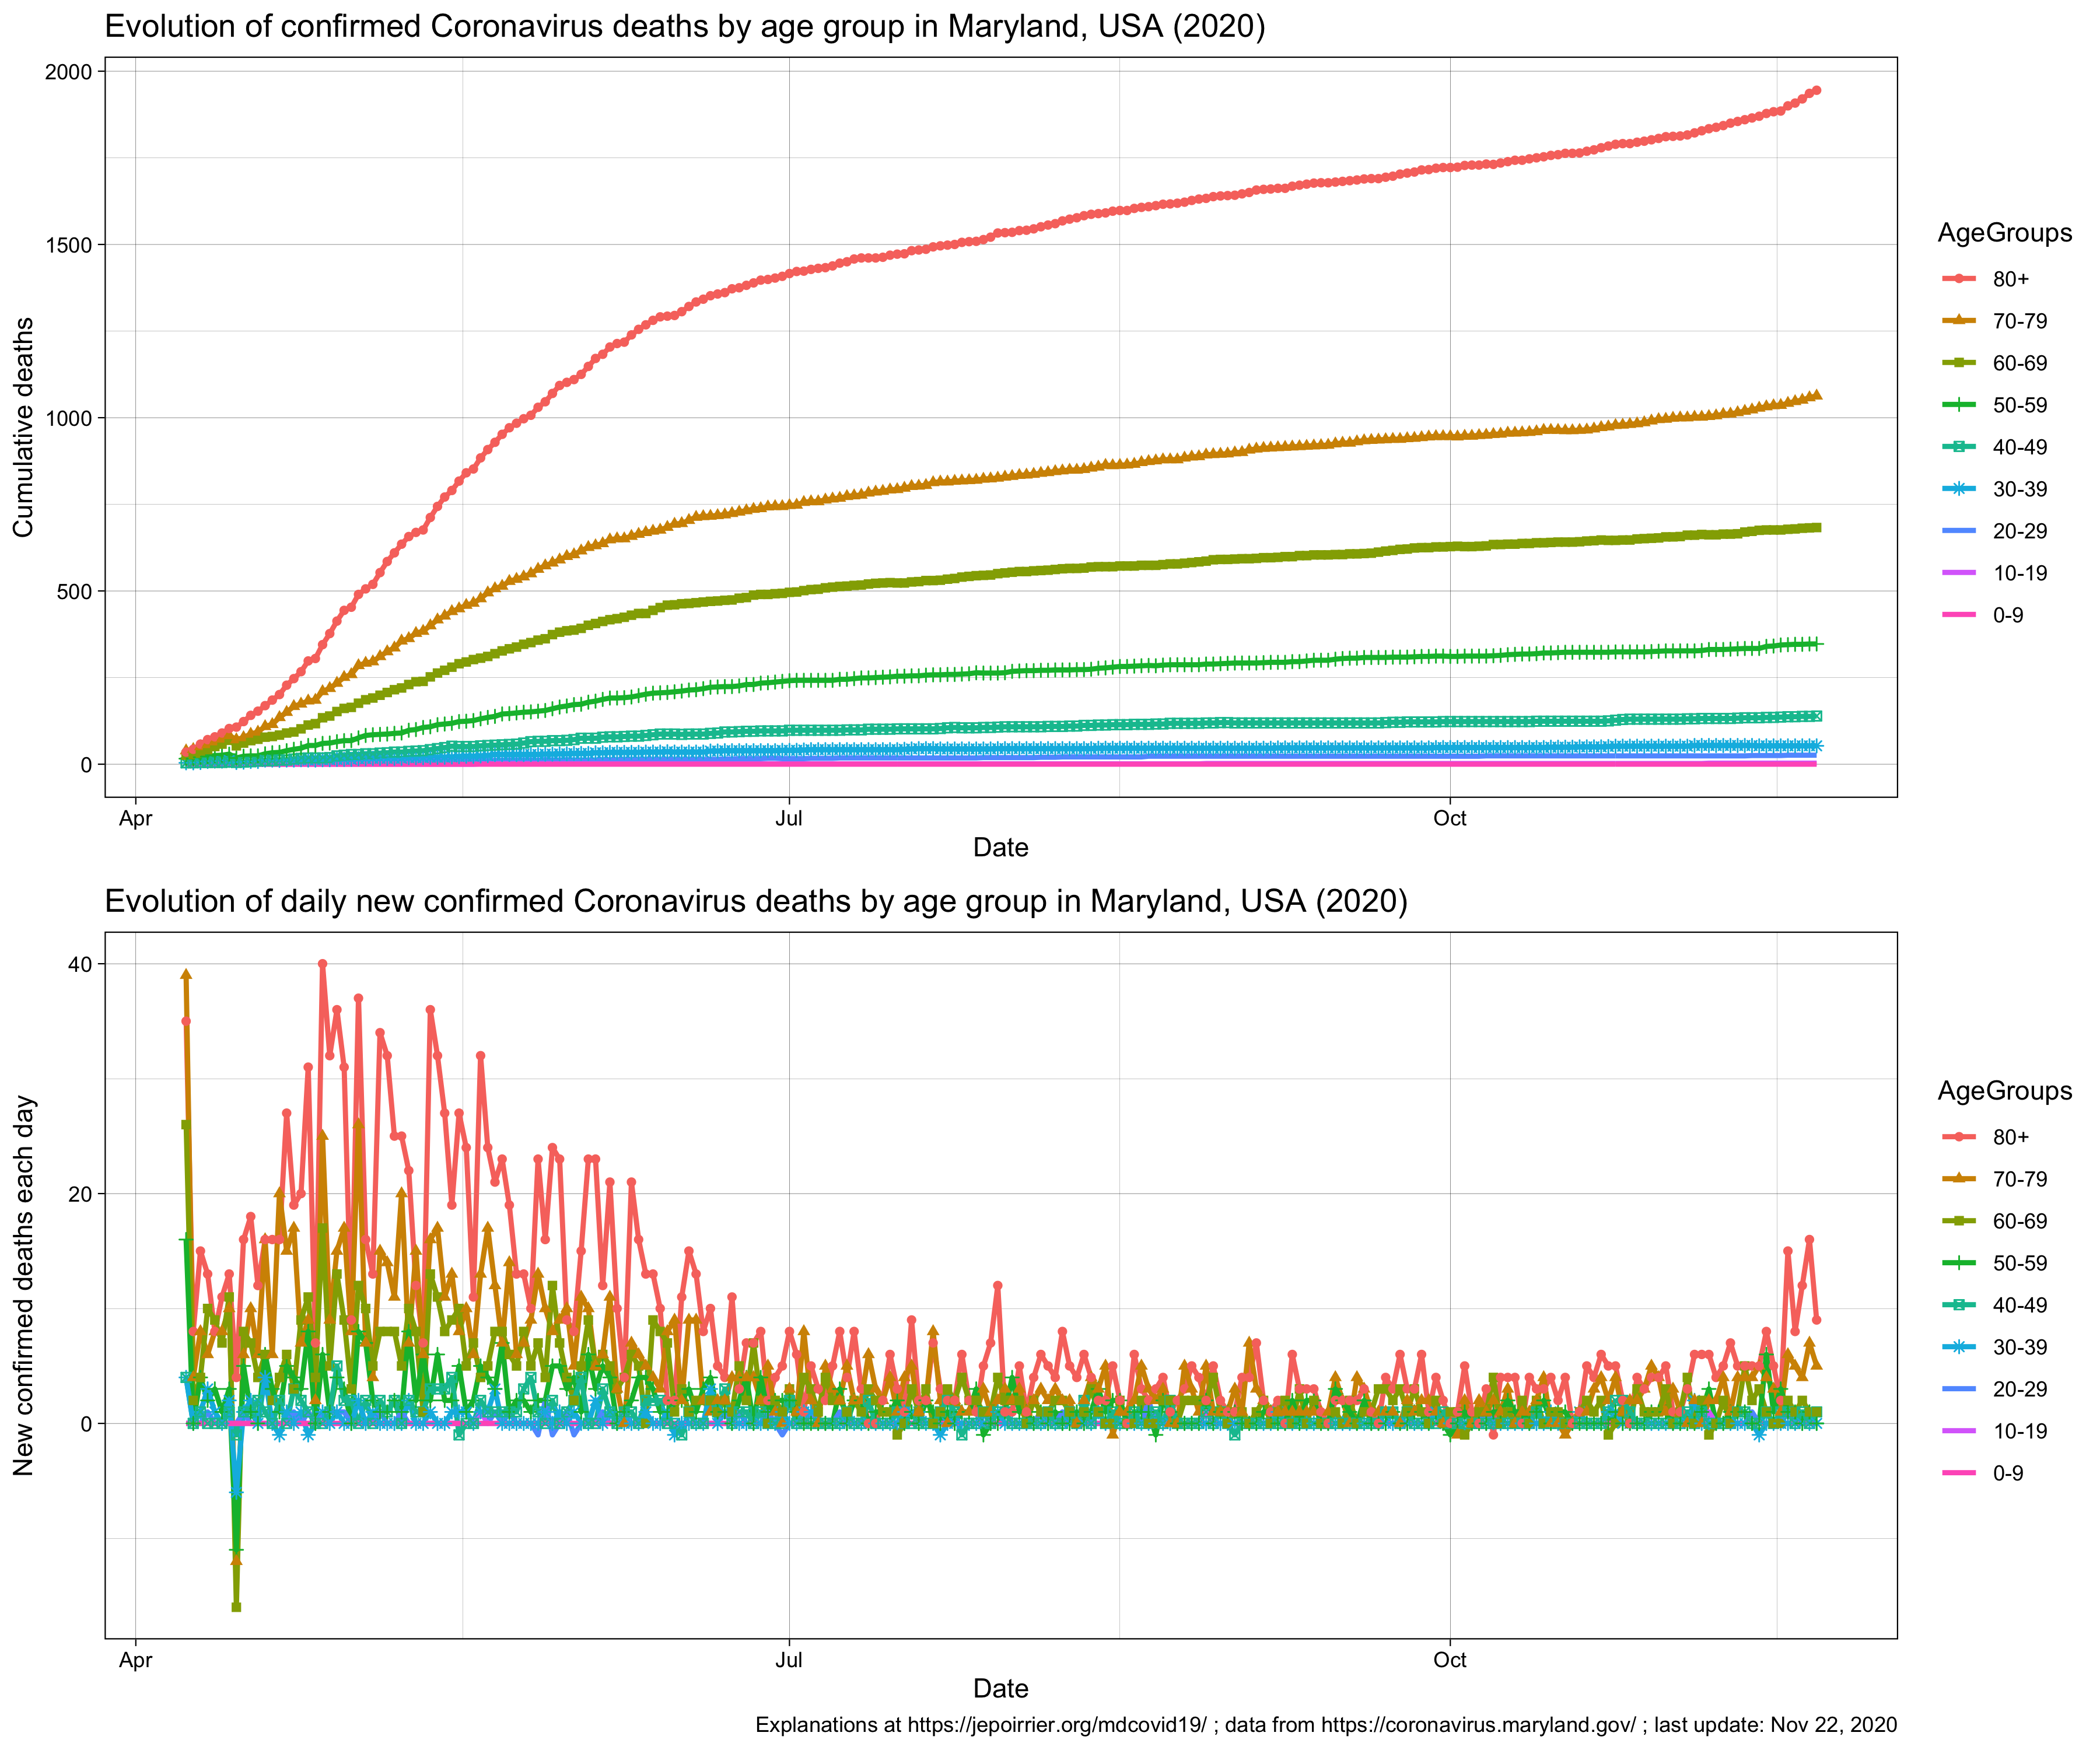 Evolution of confirmed Coronavirus deaths by age group in Maryland, USA (2020)
2000
1500
1000
500
0
Cumulative deaths
Apr
Jul
Oct
Date
AgeGroups
80+
70-79
60-69
50-59
40-49
30-39
20-29
10-19
0-9
Evolution of daily new confirmed Coronavirus deaths by age group in Maryland, USA (2020)
40
20
0
New confirmed deaths each day
Apr
Jul
Oct
Date
AgeGroups
80+
70-79
60-69
50-59
40-49
30-39
20-29
10-19
0-9
Explanations at https://jepoirrier.org/mdcovid19/ ; data from https://coronavirus.maryland.gov/ ; last update: Nov 22, 2020